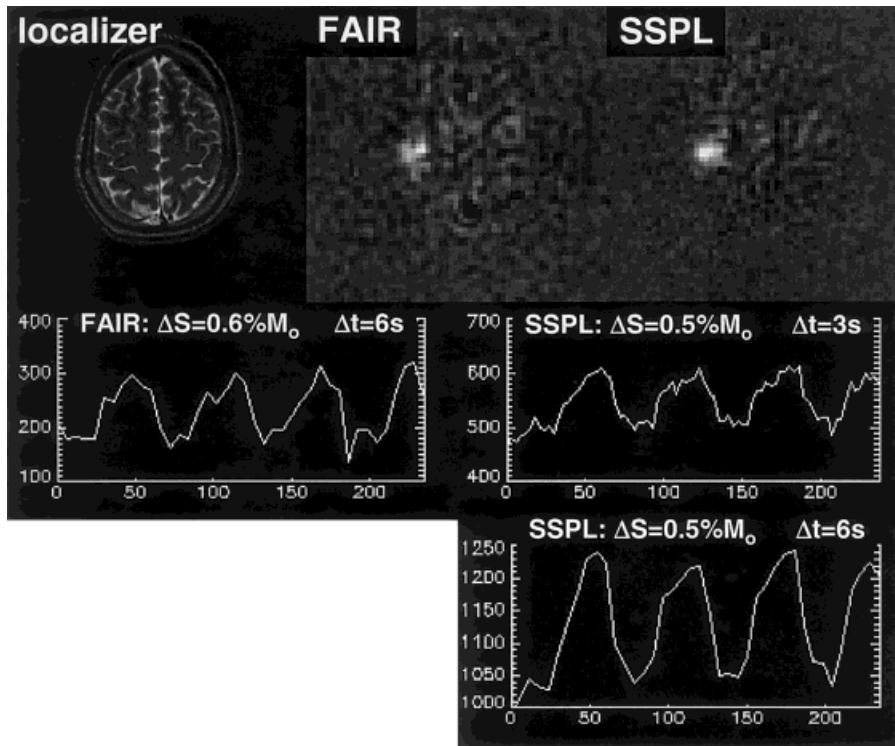 localizer
FAIR
SSPL
FAIR: ΔS=0.6%Mo Δt=6s
400
300
200
100
0 50 100 150 200
SSPL: ΔS=0.5%Mo Δt=3s
700
600
500
400
0 50 100 150 200
SSPL: ΔS=0.5%Mo Δt=6s
1250
1200
1150
1100
1050
1000
0 50 100 150 200